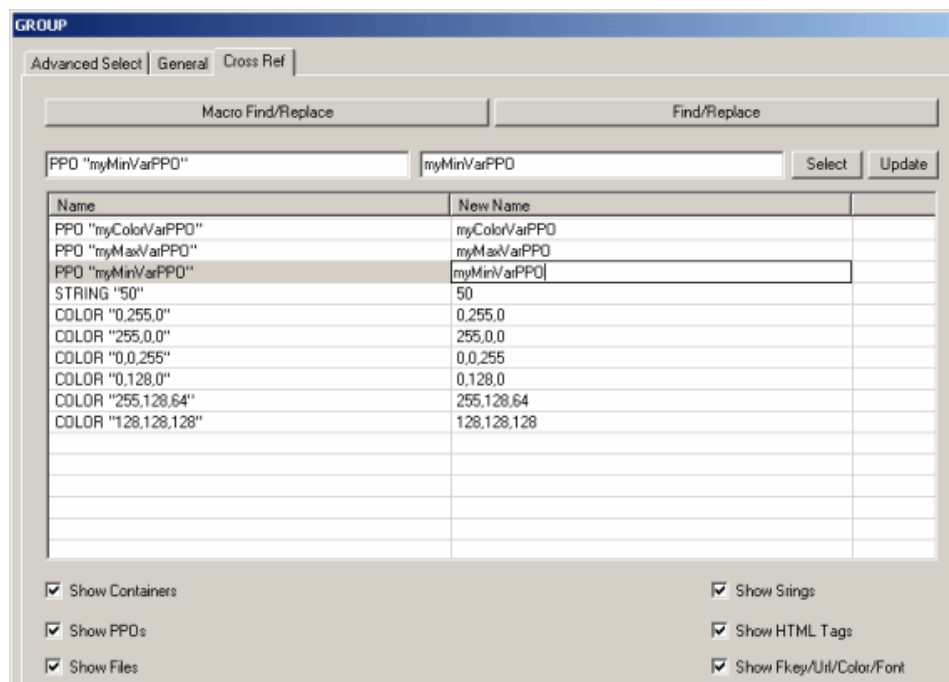 GROUP
Advanced Select General Cross Ref
Macro Find/Replace Find/Replace
PPO "myMinVarPPO" myMinVarPPO Select Update
Name New Name
PPO "myColorVarPPO" myColorVarPPO
PPO "myMaxVarPPO" myMaxVarPPO
PPO "myMinVarPPO" myMinVarPPO
STRING "50" 50
COLOR "0,255,0" 0,255,0
COLOR "255,0,0" 255,0,0
COLOR "0,0,255" 0,0,255
COLOR "0,128,0" 0,128,0
COLOR "255,128,64" 255,128,64
COLOR "128,128,128" 128,128,128
Show Containers Show Srings
Show PPOs Show HTML Tags
Show Files Show Fkey/Url/Color/Font